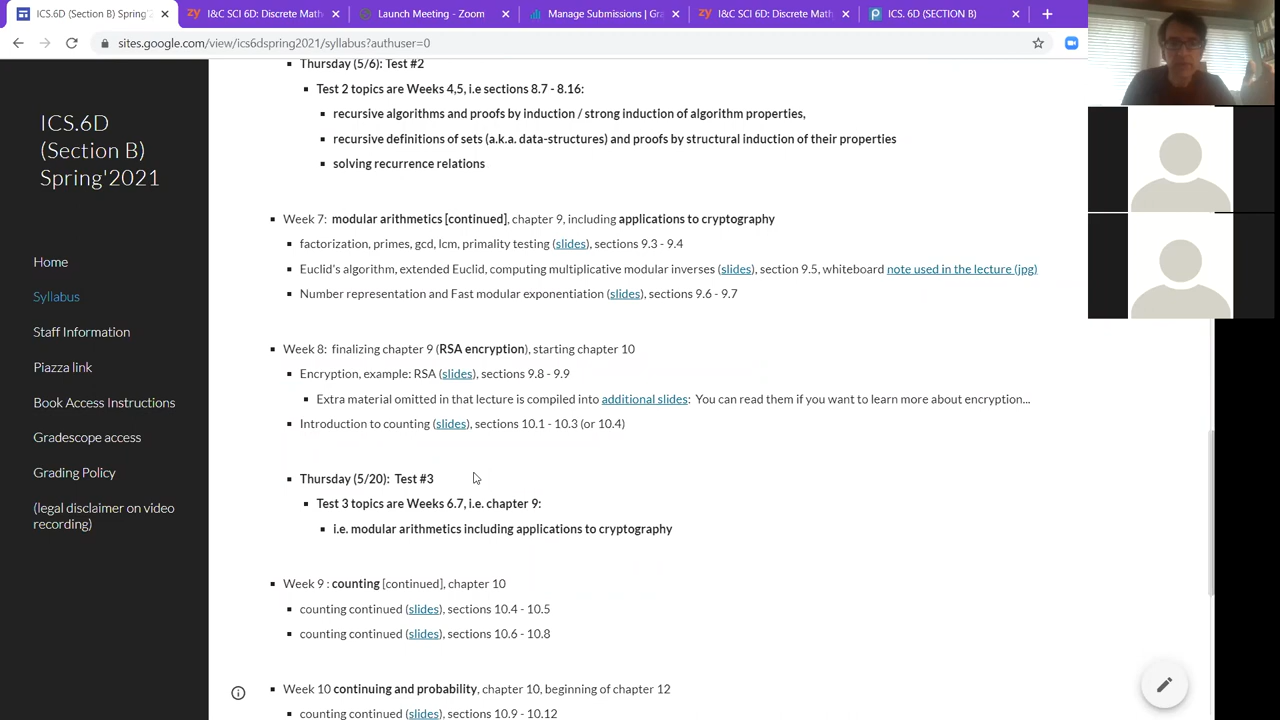 ICS.6D (Section B) Spring'
I&C SCI 6D: Discrete Math
Launch Meeting - Zoom
Manage Submissions | Gra
I&C SCI 6D: Discrete Math
ICS. 6D (SECTION B)
sites.google.com/view/ics6dspring2021/syllabus?authuser=0
ICS.6D
(Section B)
Spring'2021
Home
Syllabus
Staff Information
Piazza link
Book Access Instructions
Gradescope access
Grading Policy
(legal disclaimer on video
recording)
Thursday (5/6): Test #2
Test 2 topics are Weeks 4,5, i.e sections 8.7 - 8.16:
recursive algorithms and proofs by induction / strong induction of algorithm properties,
recursive definitions of sets (a.k.a. data-structures) and proofs by structural induction of their properties
solving recurrence relations
Week 7: modular arithmetics [continued], chapter 9, including applications to cryptography
factorization, primes, gcd, lcm, primality testing (slides), sections 9.3 - 9.4
Euclid's algorithm, extended Euclid, computing multiplicative modular inverses (slides), section 9.5, whiteboard note used in the lecture (jpg)
Number representation and Fast modular exponentiation (slides), sections 9.6 - 9.7
Week 8: finalizing chapter 9 (RSA encryption), starting chapter 10
Encryption, example: RSA (slides), sections 9.8 - 9.9
Extra material omitted in that lecture is compiled into additional slides: You can read them if you want to learn more about encryption...
Introduction to counting (slides), sections 10.1 - 10.3 (or 10.4)
Thursday (5/20): Test #3
Test 3 topics are Weeks 6.7, i.e. chapter 9:
i.e. modular arithmetics including applications to cryptography
Week 9 : counting [continued], chapter 10
counting continued (slides), sections 10.4 - 10.5
counting continued (slides), sections 10.6 - 10.8
Week 10 continuing and probability, chapter 10, beginning of chapter 12
counting continued (slides), sections 10.9 - 10.12